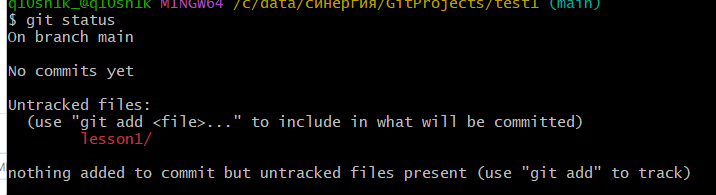 ql0sh1k_@ql0sh1k MINGW64 /c/data/синергия/GitProjects/test1 (main)
$ git status
On branch main
No commits yet
Untracked files:
(use "git add <file>..." to include in what will be committed)
lesson1/
nothing added to commit but untracked files present (use "git add" to track)